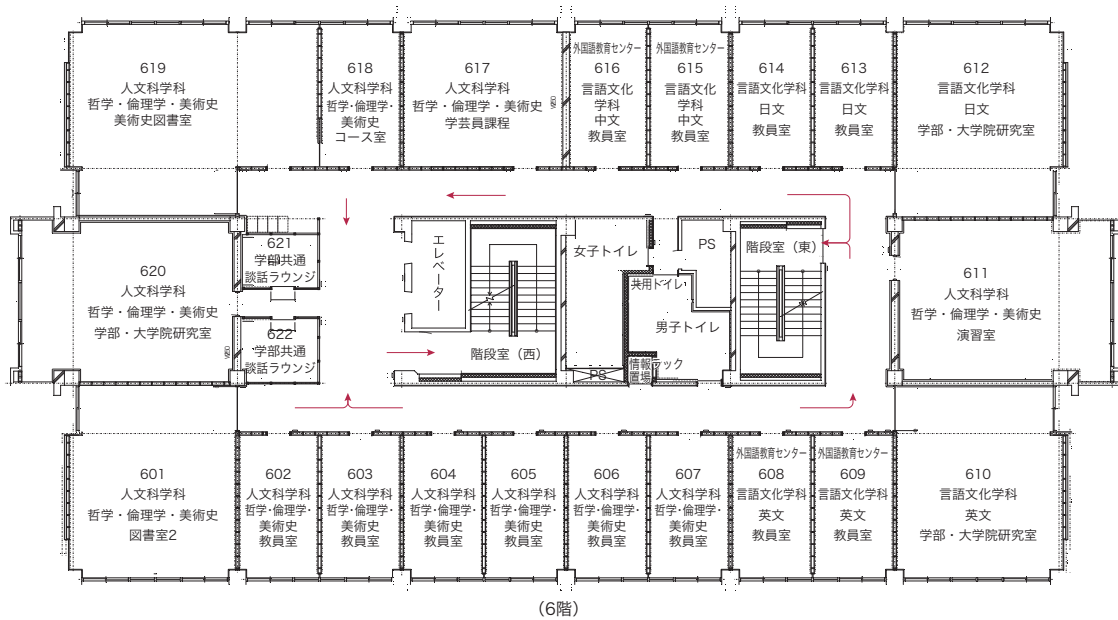 619
人文科学科
哲学・倫理学・美術史
美術史図書室
618
人文科学科
哲学・倫理学・
美術史
コース室
617
人文科学科
哲学・倫理学・美術史
学芸員課程
外国語教育センター
616
言語文化
学科
中文
教員室
外国語教育センター
615
言語文化
学科
中文
教員室
614
言語文化学科
日文
教員室
613
言語文化学科
日文
教員室
612
言語文化学科
日文
学部・大学院研究室
620
人文科学科
哲学・倫理学・美術史
学部・大学院研究室
621
学部共通
談話ラウンジ
622
学部共通
談話ラウンジ
エレベーター
階段室（西）
女子トイレ
PS
共用トイレ
男子トイレ
情報ラック
置場
PS
階段室（東）
611
人文科学科
哲学・倫理学・美術史
演習室
601
人文科学科
哲学・倫理学・美術史
図書室2
602
人文科学科
哲学・倫理学・
美術史
教員室
603
人文科学科
哲学・倫理学・
美術史
教員室
604
人文科学科
哲学・倫理学・
美術史
教員室
605
人文科学科
哲学・倫理学・
美術史
教員室
606
人文科学科
哲学・倫理学・
美術史
教員室
607
人文科学科
哲学・倫理学・
美術史
教員室
外国語教育センター
608
言語文化学科
英文
教員室
外国語教育センター
609
言語文化学科
英文
教員室
610
言語文化学科
英文
学部・大学院研究室
（6階）